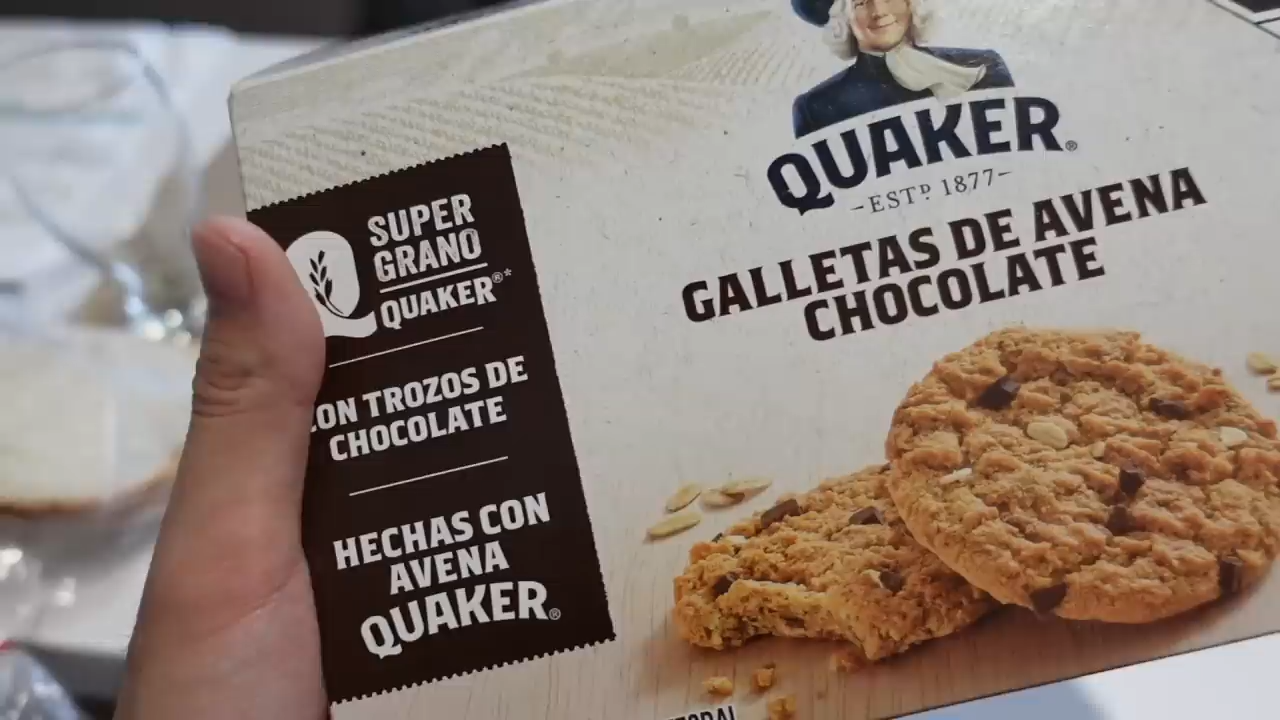 QUAKER®
-ESTD 1877-
GALLETAS DE AVENA
CHOCOLATE
SUPER
GRANO
QUAKER®*
CON TROZOS DE
CHOCOLATE
HECHAS CON
AVENA
QUAKER®